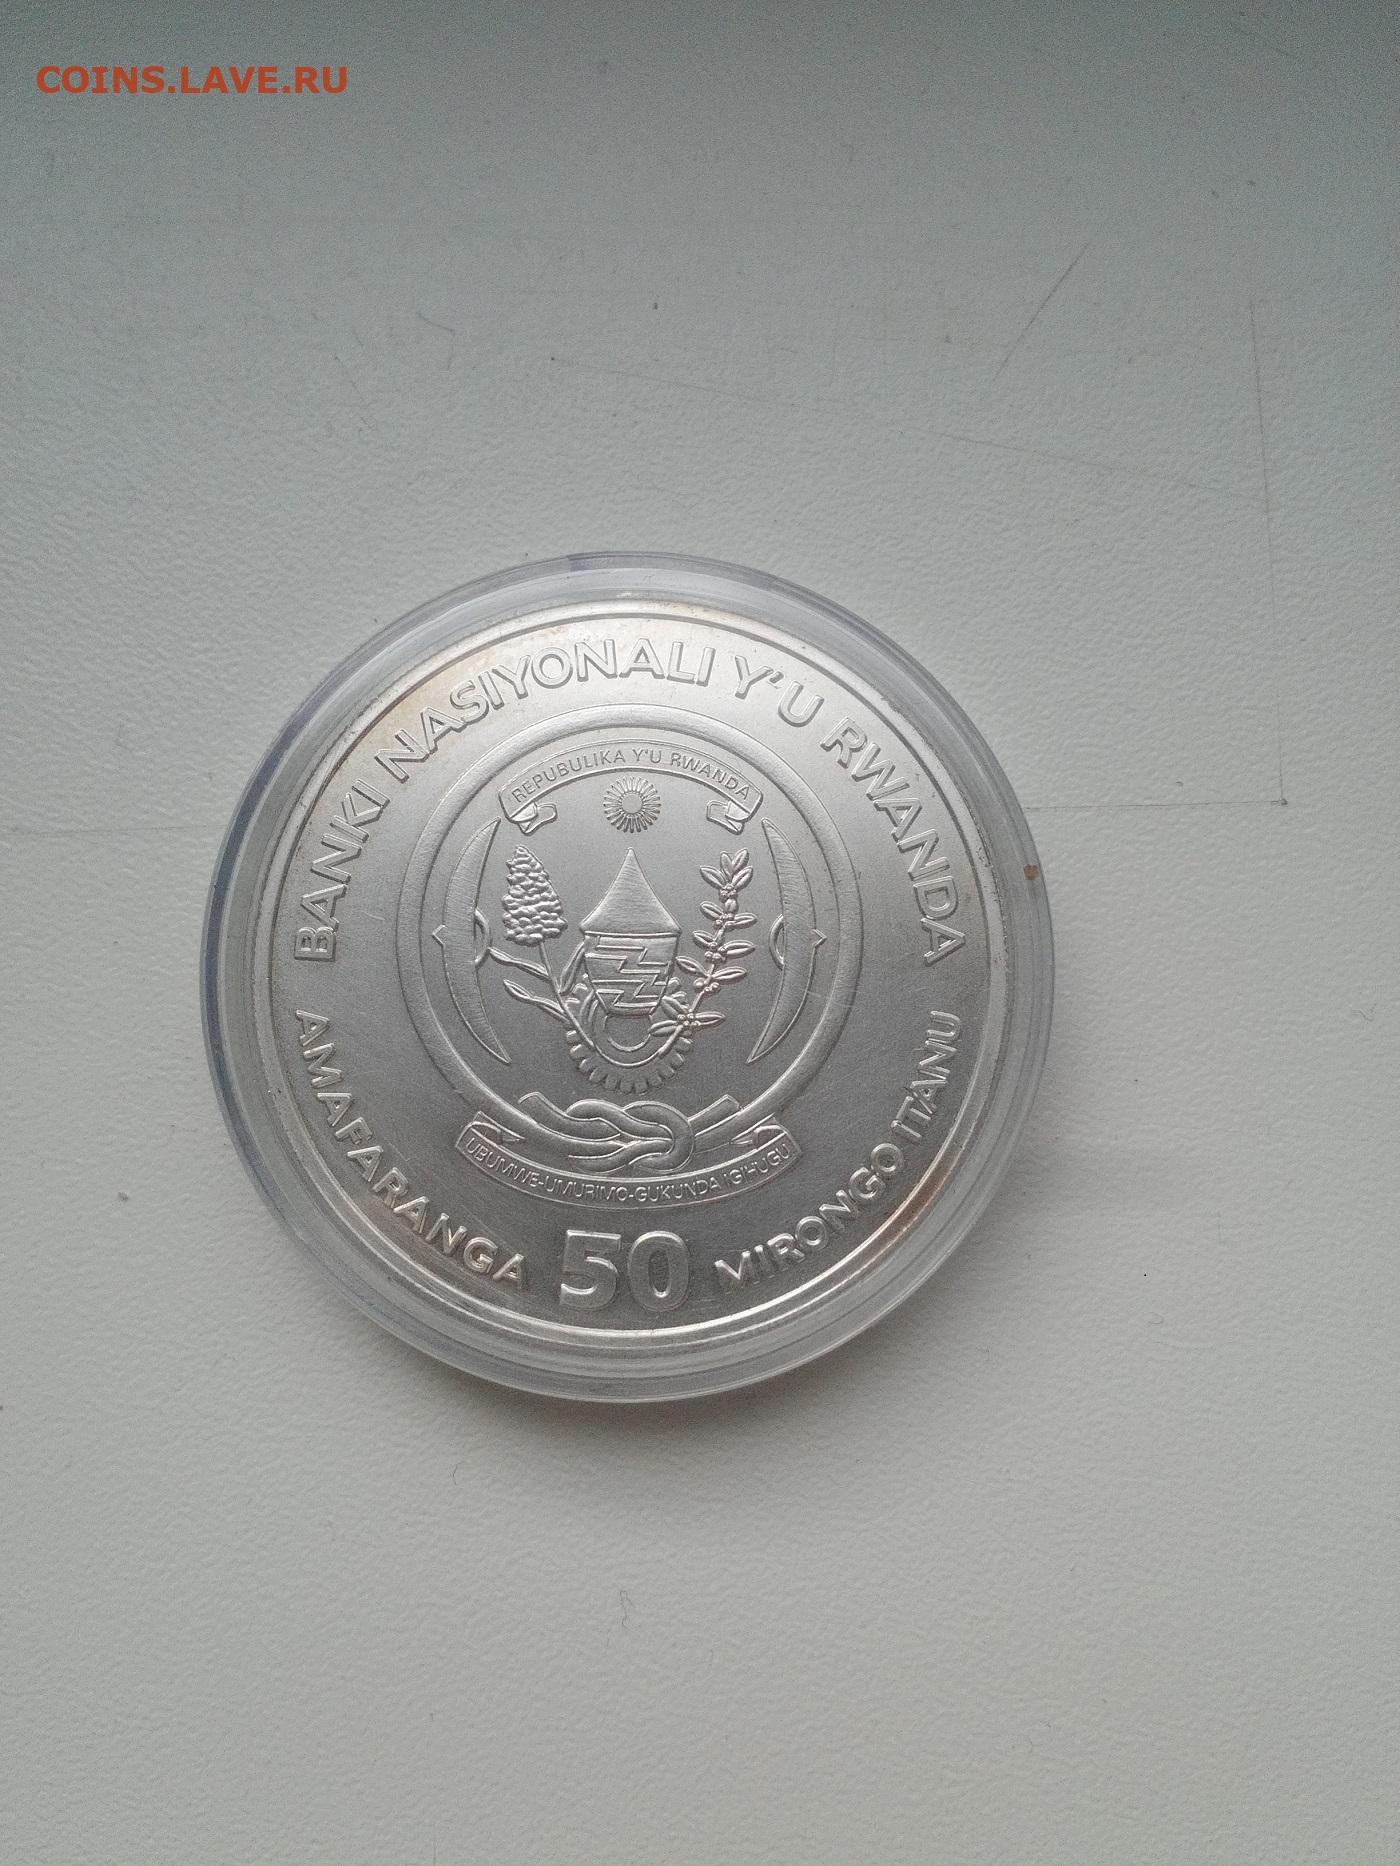 COINS.LAVE.RU
BANKI NASIYONALI Y'U RWANDA
REPUBULIKA Y'U RWANDA
UBUMWE-UMURIMO-GUKUNDA IGIHUGU
AMAFARANGA 50 MIRONGO ITANU